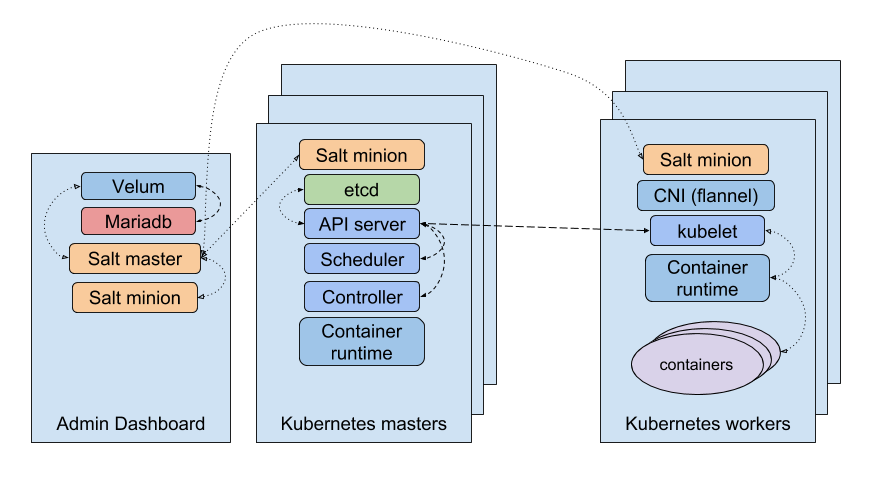 Velum
Mariadb
Salt master
Salt minion
Admin Dashboard
Salt minion
etcd
API server
Scheduler
Controller
Container
runtime
Kubernetes masters
Salt minion
CNI (flannel)
kubelet
Container
runtime
containers
Kubernetes workers